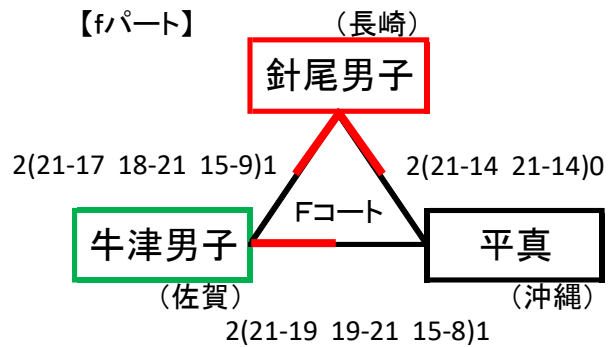 【fパート】
（長崎）
針尾男子
2(21-17 18-21 15-9)1
2(21-14 21-14)0
Fコート
牛津男子
平真
（佐賀）
（沖縄）
2(21-19 19-21 15-8)1